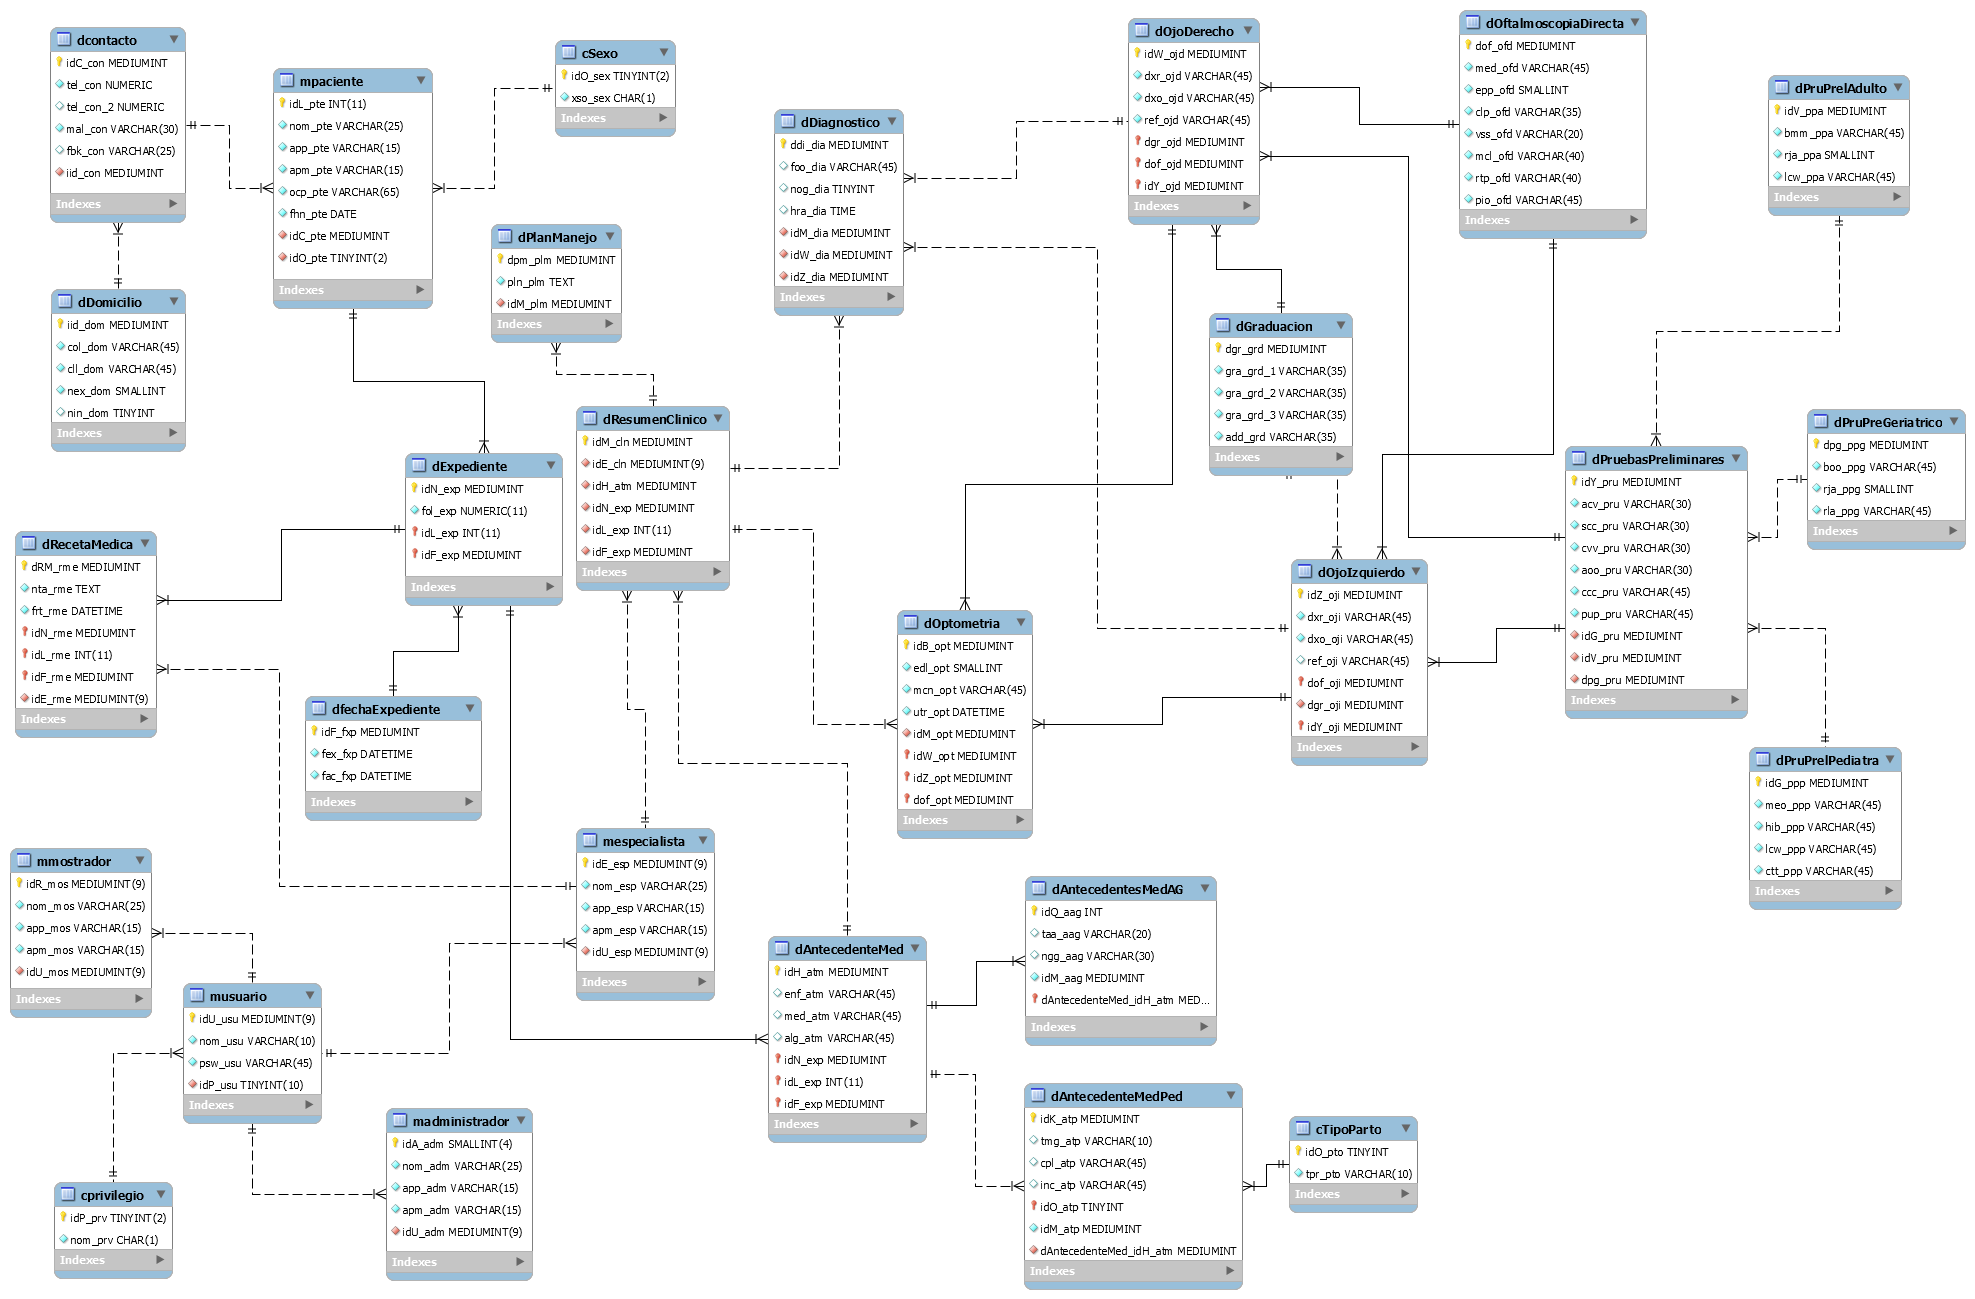 dcontacto
idC_con MEDIUMINT
tel_con NUMERIC
tel_con_2 NUMERIC
mal_con VARCHAR(30)
fbk_con VARCHAR(25)
iid_con MEDIUMINT
Indexes
mpaciente
idL_pte INT(11)
nom_pte VARCHAR(25)
app_pte VARCHAR(15)
apm_pte VARCHAR(15)
ocp_pte VARCHAR(65)
fhn_pte DATE
idC_pte MEDIUMINT
idO_pte TINYINT(2)
Indexes
cSexo
idO_sex TINYINT(2)
xso_sex CHAR(1)
Indexes
dDomicilio
iid_dom MEDIUMINT
col_dom VARCHAR(45)
cll_dom VARCHAR(45)
nex_dom SMALLINT
nin_dom TINYINT
Indexes
dPlanManejo
dpm_plm MEDIUMINT
pln_plm TEXT
idM_plm MEDIUMINT
Indexes
dDiagnostico
ddi_dia MEDIUMINT
foo_dia VARCHAR(45)
nog_dia TINYINT
hra_dia TIME
idM_dia MEDIUMINT
idW_dia MEDIUMINT
idZ_dia MEDIUMINT
Indexes
dOjoDerecho
idW_ojd MEDIUMINT
dxr_ojd VARCHAR(45)
dxo_ojd VARCHAR(45)
ref_ojd VARCHAR(45)
dgr_ojd MEDIUMINT
dof_ojd MEDIUMINT
idY_ojd MEDIUMINT
Indexes
dOftalmoscopiaDirecta
dof_ofd MEDIUMINT
med_ofd VARCHAR(45)
epp_ofd SMALLINT
clp_ofd VARCHAR(35)
vss_ofd VARCHAR(20)
mcl_ofd VARCHAR(40)
rtp_ofd VARCHAR(40)
pio_ofd VARCHAR(45)
Indexes
dPruPrelAdulto
idV_ppa MEDIUMINT
bmm_ppa VARCHAR(45)
rja_ppa SMALLINT
lcw_ppa VARCHAR(45)
Indexes
dGraduacion
dgr_grd MEDIUMINT
gra_grd_1 VARCHAR(35)
gra_grd_2 VARCHAR(35)
gra_grd_3 VARCHAR(35)
add_grd VARCHAR(35)
Indexes
dResumenClinico
idM_cln MEDIUMINT
idE_cln MEDIUMINT(9)
idH_atm MEDIUMINT
idN_exp MEDIUMINT
idL_exp INT(11)
idF_exp MEDIUMINT
Indexes
dExpediente
idN_exp MEDIUMINT
fol_exp NUMERIC(11)
idL_exp INT(11)
idF_exp MEDIUMINT
Indexes
dPruebasPreliminares
idY_pru MEDIUMINT
acv_pru VARCHAR(30)
scc_pru VARCHAR(30)
cvv_pru VARCHAR(30)
aoo_pru VARCHAR(30)
ccc_pru VARCHAR(45)
pup_pru VARCHAR(45)
idG_pru MEDIUMINT
idV_pru MEDIUMINT
dpg_pru MEDIUMINT
Indexes
dPruPreGeriatrico
dpg_ppg MEDIUMINT
boo_ppg VARCHAR(45)
rja_ppg SMALLINT
rla_ppg VARCHAR(45)
Indexes
dRecetaMedica
dRM_rme MEDIUMINT
nta_rme TEXT
frt_rme DATETIME
idN_rme MEDIUMINT
idL_rme INT(11)
idF_rme MEDIUMINT
idE_rme MEDIUMINT(9)
Indexes
dOjoIzquierdo
idZ_oji MEDIUMINT
dxr_oji VARCHAR(45)
dxo_oji VARCHAR(45)
ref_oji VARCHAR(45)
dof_oji MEDIUMINT
dgr_oji MEDIUMINT
idY_oji MEDIUMINT
Indexes
dOptometria
idB_opt MEDIUMINT
edl_opt SMALLINT
mcn_opt VARCHAR(45)
utr_opt DATETIME
idM_opt MEDIUMINT
idW_opt MEDIUMINT
idZ_opt MEDIUMINT
dof_opt MEDIUMINT
Indexes
dfechaExpediente
idF_fxp MEDIUMINT
fex_fxp DATETIME
fac_fxp DATETIME
Indexes
dPruPrelPediatra
idG_ppp MEDIUMINT
meo_ppp VARCHAR(45)
hib_ppp VARCHAR(45)
lcw_ppp VARCHAR(45)
ctt_ppp VARCHAR(45)
Indexes
mespecialista
idE_esp MEDIUMINT(9)
nom_esp VARCHAR(25)
app_esp VARCHAR(15)
apm_esp VARCHAR(15)
idU_esp MEDIUMINT(9)
Indexes
mmostrador
idR_mos MEDIUMINT(9)
nom_mos VARCHAR(25)
app_mos VARCHAR(15)
apm_mos VARCHAR(15)
idU_mos MEDIUMINT(9)
Indexes
dAntecedentesMedAG
idQ_aag INT
taa_aag VARCHAR(20)
ngg_aag VARCHAR(30)
idM_aag MEDIUMINT
dAntecedenteMed_idH_atm MED...
Indexes
dAntecedenteMed
idH_atm MEDIUMINT
enf_atm VARCHAR(45)
med_atm VARCHAR(45)
alg_atm VARCHAR(45)
idN_exp MEDIUMINT
idL_exp INT(11)
idF_exp MEDIUMINT
Indexes
musuario
idU_usu MEDIUMINT(9)
nom_usu VARCHAR(10)
psw_usu VARCHAR(45)
idP_usu TINYINT(10)
Indexes
dAntecedenteMedPed
idK_atp MEDIUMINT
tmg_atp VARCHAR(10)
cpl_atp VARCHAR(45)
inc_atp VARCHAR(45)
idO_atp TINYINT
idM_atp MEDIUMINT
dAntecedenteMed_idH_atm MEDIUMINT
Indexes
madministrador
idA_adm SMALLINT(4)
nom_adm VARCHAR(25)
app_adm VARCHAR(15)
apm_adm VARCHAR(15)
idU_adm MEDIUMINT(9)
Indexes
cTipoParto
idO_pto TINYINT
tpr_pto VARCHAR(10)
Indexes
cprivilegio
idP_prv TINYINT(2)
nom_prv CHAR(1)
Indexes